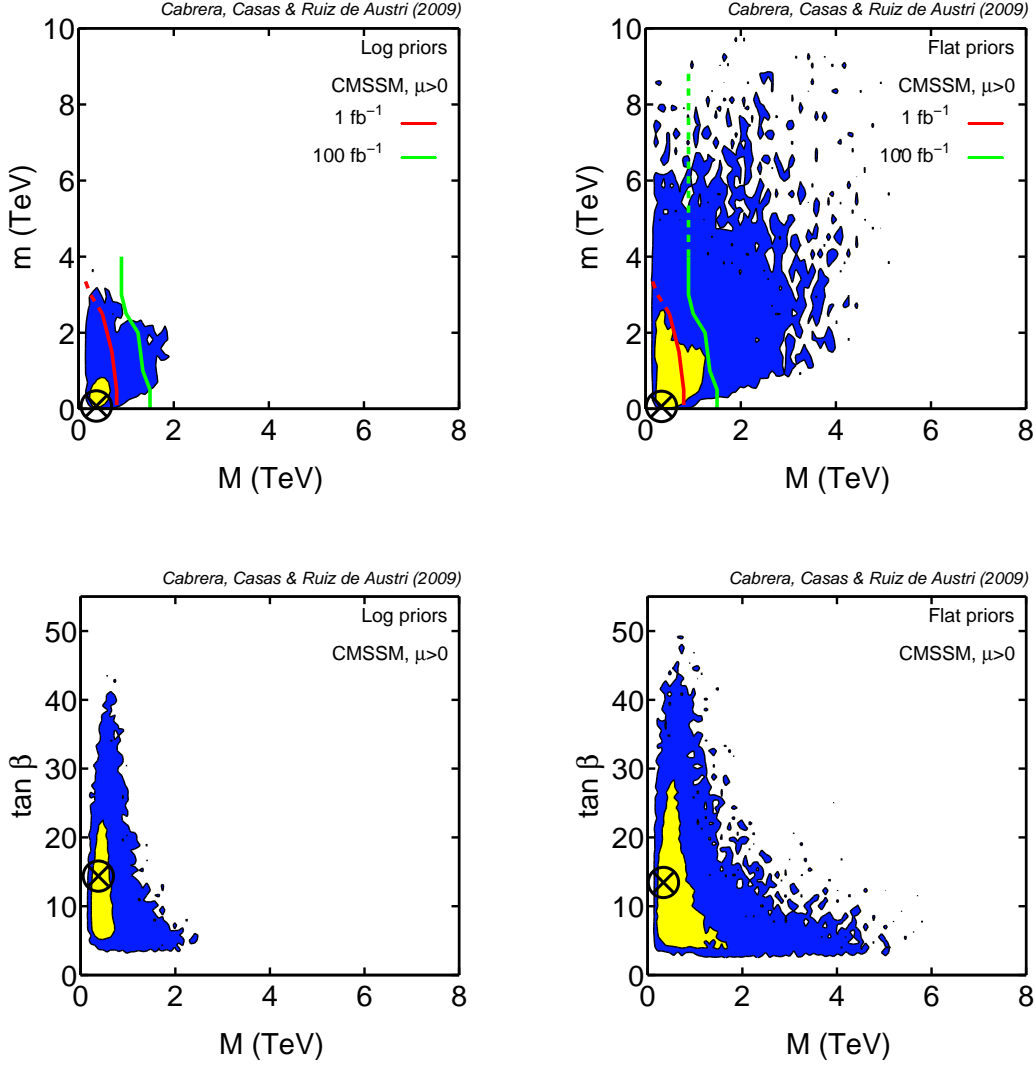 Cabrera, Casas & Ruiz de Austri (2009)
Log priors
CMSSM, μ>0
1 fb⁻¹
100 fb⁻¹
m (TeV)
10
8
6
4
2
0
0 2 4 6 8
M (TeV)
Cabrera, Casas & Ruiz de Austri (2009)
Flat priors
CMSSM, μ>0
1 fb⁻¹
100 fb⁻¹
m (TeV)
10
8
6
4
2
0
0 2 4 6 8
M (TeV)
Cabrera, Casas & Ruiz de Austri (2009)
Log priors
CMSSM, μ>0
tan β
50
40
30
20
10
0
0 2 4 6 8
M (TeV)
Cabrera, Casas & Ruiz de Austri (2009)
Flat priors
CMSSM, μ>0
tan β
50
40
30
20
10
0
0 2 4 6 8
M (TeV)